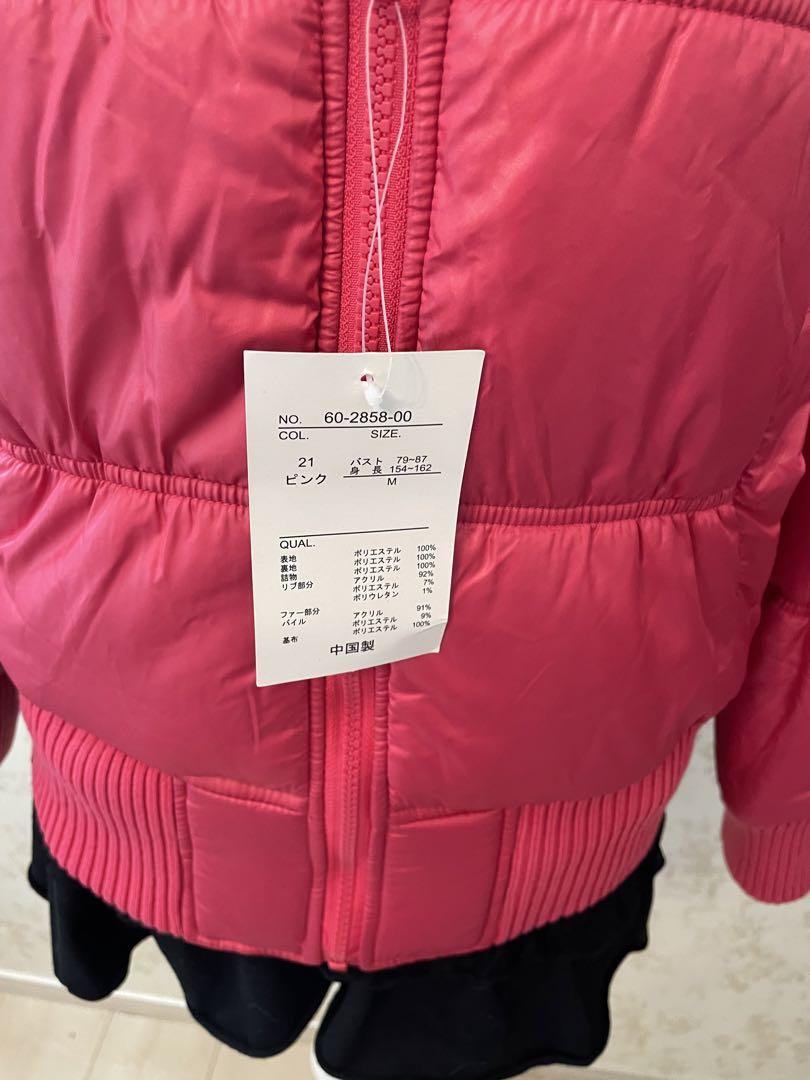 NO. 60-2858-00
COL. SIZE.
21 バスト 79~87
ピンク 身長 154~162
M
QUAL.
表地 ポリエステル 100%
裏地 ポリエステル 100%
詰物 ポリエステル 100%
リブ部分 アクリル 92%
ポリエステル 7%
ポリウレタン 1%
ファー部分
パイル アクリル 91%
ポリエステル 9%
基布 ポリエステル 100%
中国製